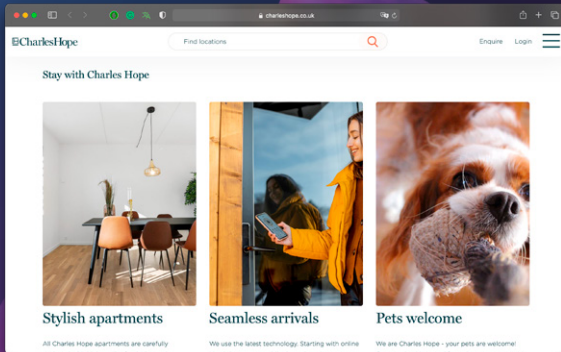 charleshope.co.uk
CharlesHope
Find locations
Enquire
Login
Stay with Charles Hope
Stylish apartments
Seamless arrivals
Pets welcome
All Charles Hope apartments are carefully
We use the latest technology. Starting with online
We are Charles Hope - your pets are welcome!